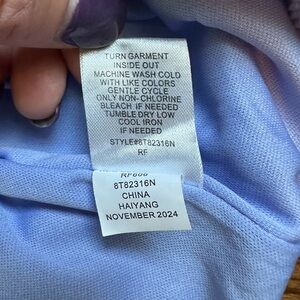 TURN GARMENT
INSIDE OUT
MACHINE WASH COLD
WITH LIKE COLORS
GENTLE CYCLE
ONLY NON-CHLORINE
BLEACH IF NEEDED
TUMBLE DRY LOW
COOL IRON
IF NEEDED
STYLE#8T82316N
RF
8T82316N
CHINA
HAIYANG
NOVEMBER 2024